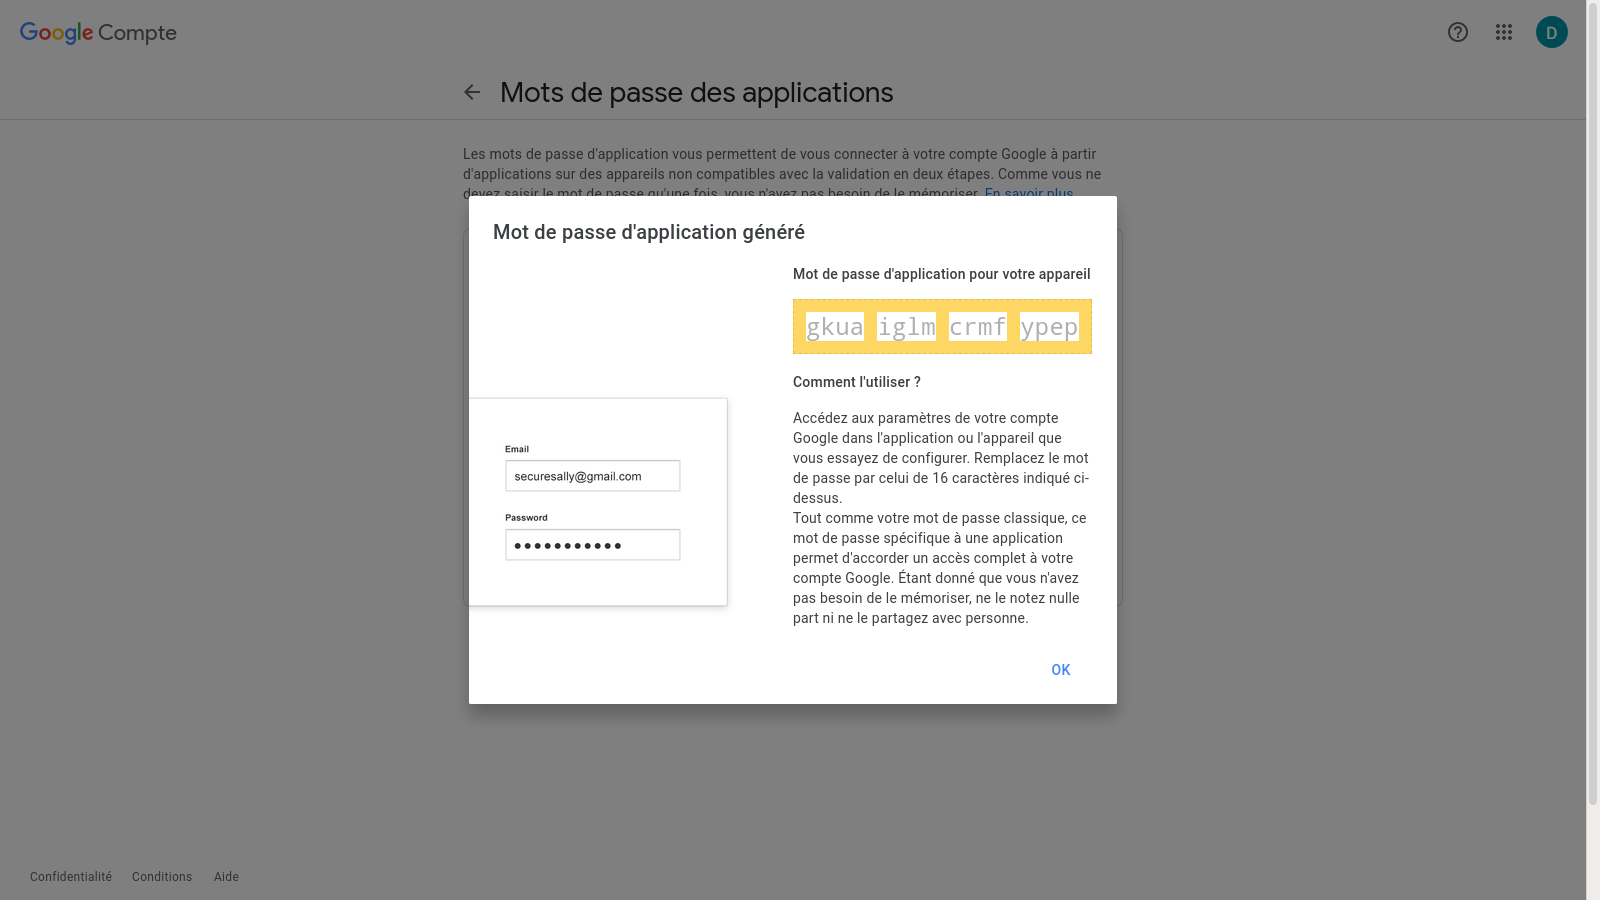 Google Compte
D
Mots de passe des applications
Les mots de passe d'application vous permettent de vous connecter à votre compte Google à partir
d'applications sur des appareils non compatibles avec la validation en deux étapes. Comme vous ne
devez saisir le mot de passe qu'une fois, vous n'avez pas besoin de le mémoriser. En savoir plus
Mot de passe d'application généré
Mot de passe d'application pour votre appareil
gkua iglm crmf ypep
Comment l'utiliser ?
Accédez aux paramètres de votre compte
Google dans l'application ou l'appareil que
vous essayez de configurer. Remplacez le mot
de passe par celui de 16 caractères indiqué ci-
dessus.
Tout comme votre mot de passe classique, ce
mot de passe spécifique à une application
permet d'accorder un accès complet à votre
compte Google. Étant donné que vous n'avez
pas besoin de le mémoriser, ne le notez nulle
part ni ne le partagez avec personne.
Email
securesally@gmail.com
Password
•••••••••••
OK
Confidentialité Conditions Aide